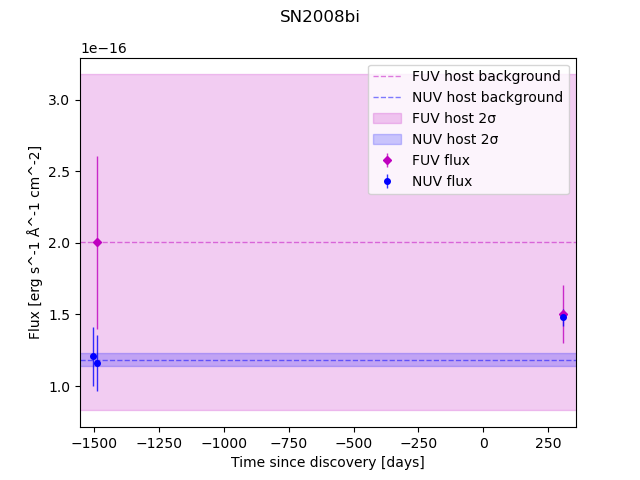 SN2008bi
1e−16
FUV host background
NUV host background
FUV host 2σ
NUV host 2σ
FUV flux
NUV flux
3.0
2.5
2.0
1.5
1.0
Flux [erg s^-1 Å^-1 cm^-2]
−1500 −1250 −1000 −750 −500 −250 0 250
Time since discovery [days]